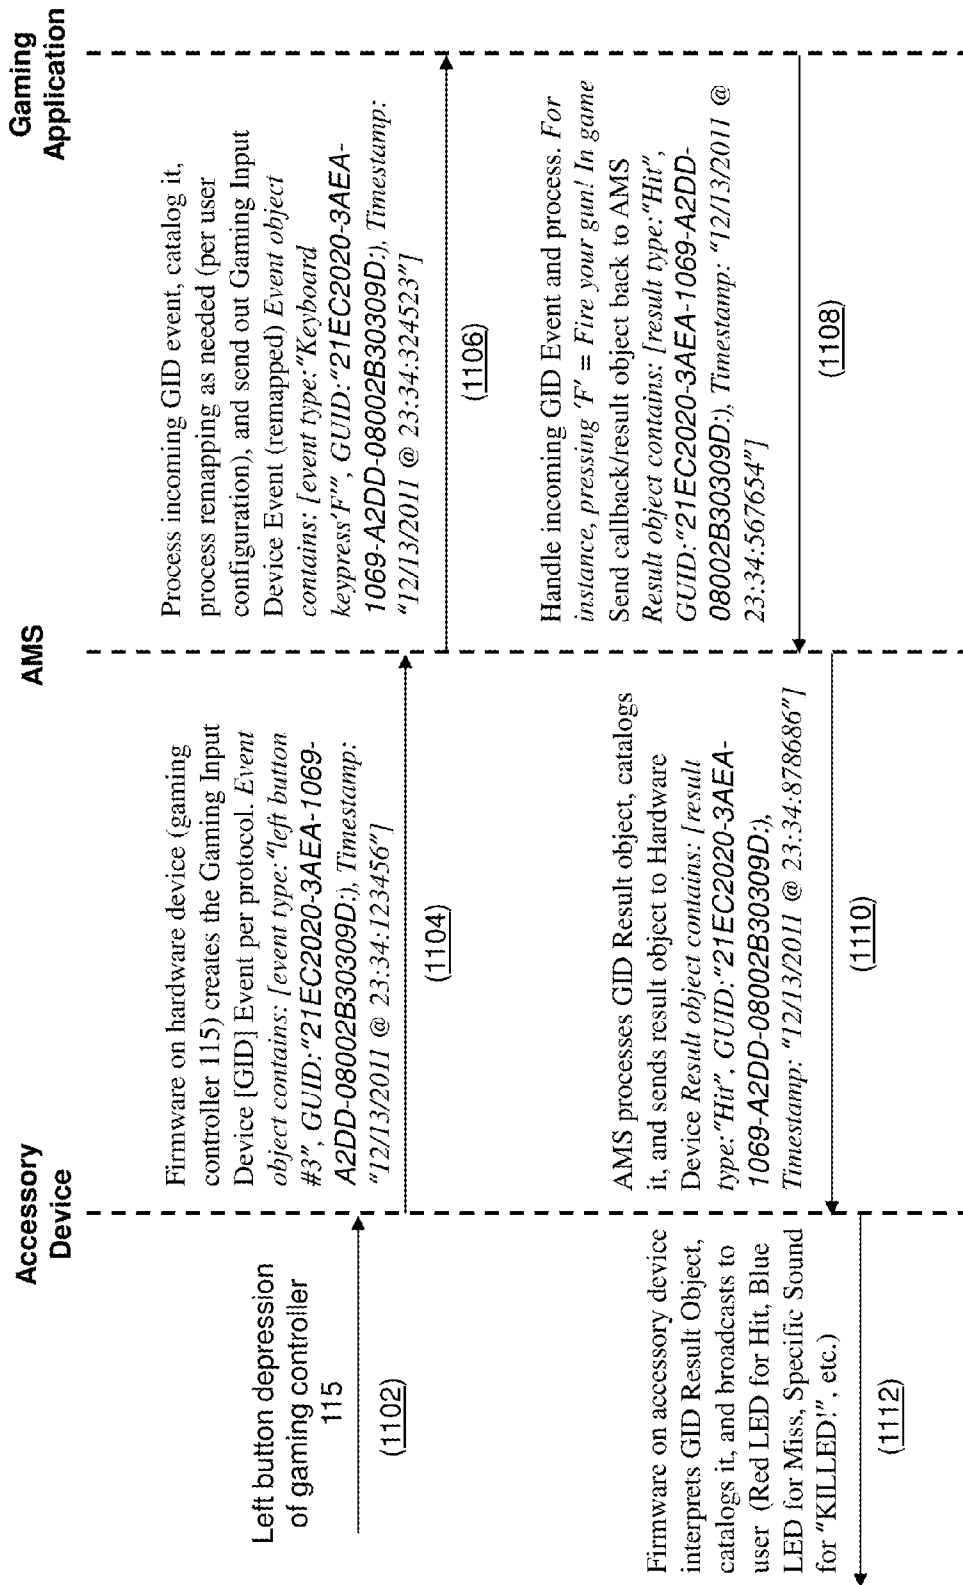 Accessory
Device
AMS
Gaming
Application
Left button depression
of gaming controller
115
(1102)
Firmware on hardware device (gaming
controller 115) creates the Gaming Input
Device [GID] Event per protocol. Event
object contains: [event type:"left button
#3", GUID:"21EC2020-3AEA-1069-
A2DD-08002B30309D:), Timestamp:
"12/13/2011 @ 23:34:123456"]
(1104)
Process incoming GID event, catalog it,
process remapping as needed (per user
configuration), and send out Gaming Input
Device Event (remapped) Event object
contains: [event type:"Keyboard
keypress'F'", GUID:"21EC2020-3AEA-
1069-A2DD-08002B30309D:), Timestamp:
"12/13/2011 @ 23:34:324523"]
(1106)
Handle incoming GID Event and process. For
instance, pressing 'F' = Fire your gun! In game
Send callback/result object back to AMS
Result object contains: [result type:"Hit",
GUID:"21EC2020-3AEA-1069-A2DD-
08002B30309D:), Timestamp: "12/13/2011 @
23:34:567654"]
(1108)
AMS processes GID Result object, catalogs
it, and sends result object to Hardware
Device Result object contains: [result
type:"Hit", GUID:"21EC2020-3AEA-
1069-A2DD-08002B30309D:),
Timestamp: "12/13/2011 @ 23:34:878686"]
(1110)
Firmware on accessory device
interprets GID Result Object,
catalogs it, and broadcasts to
user (Red LED for Hit, Blue
LED for Miss, Specific Sound
for "KILLED!", etc.)
(1112)